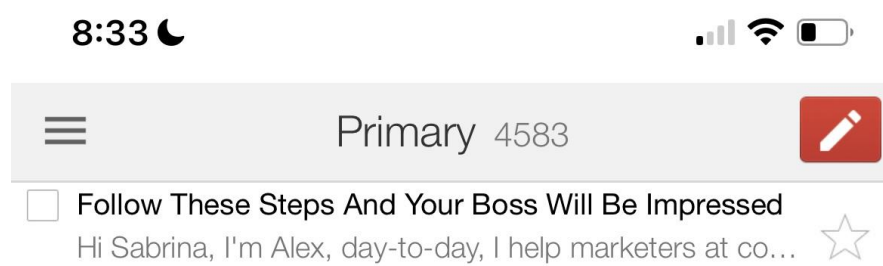 8:33
Primary 4583
Follow These Steps And Your Boss Will Be Impressed
Hi Sabrina, I'm Alex, day-to-day, I help marketers at co...